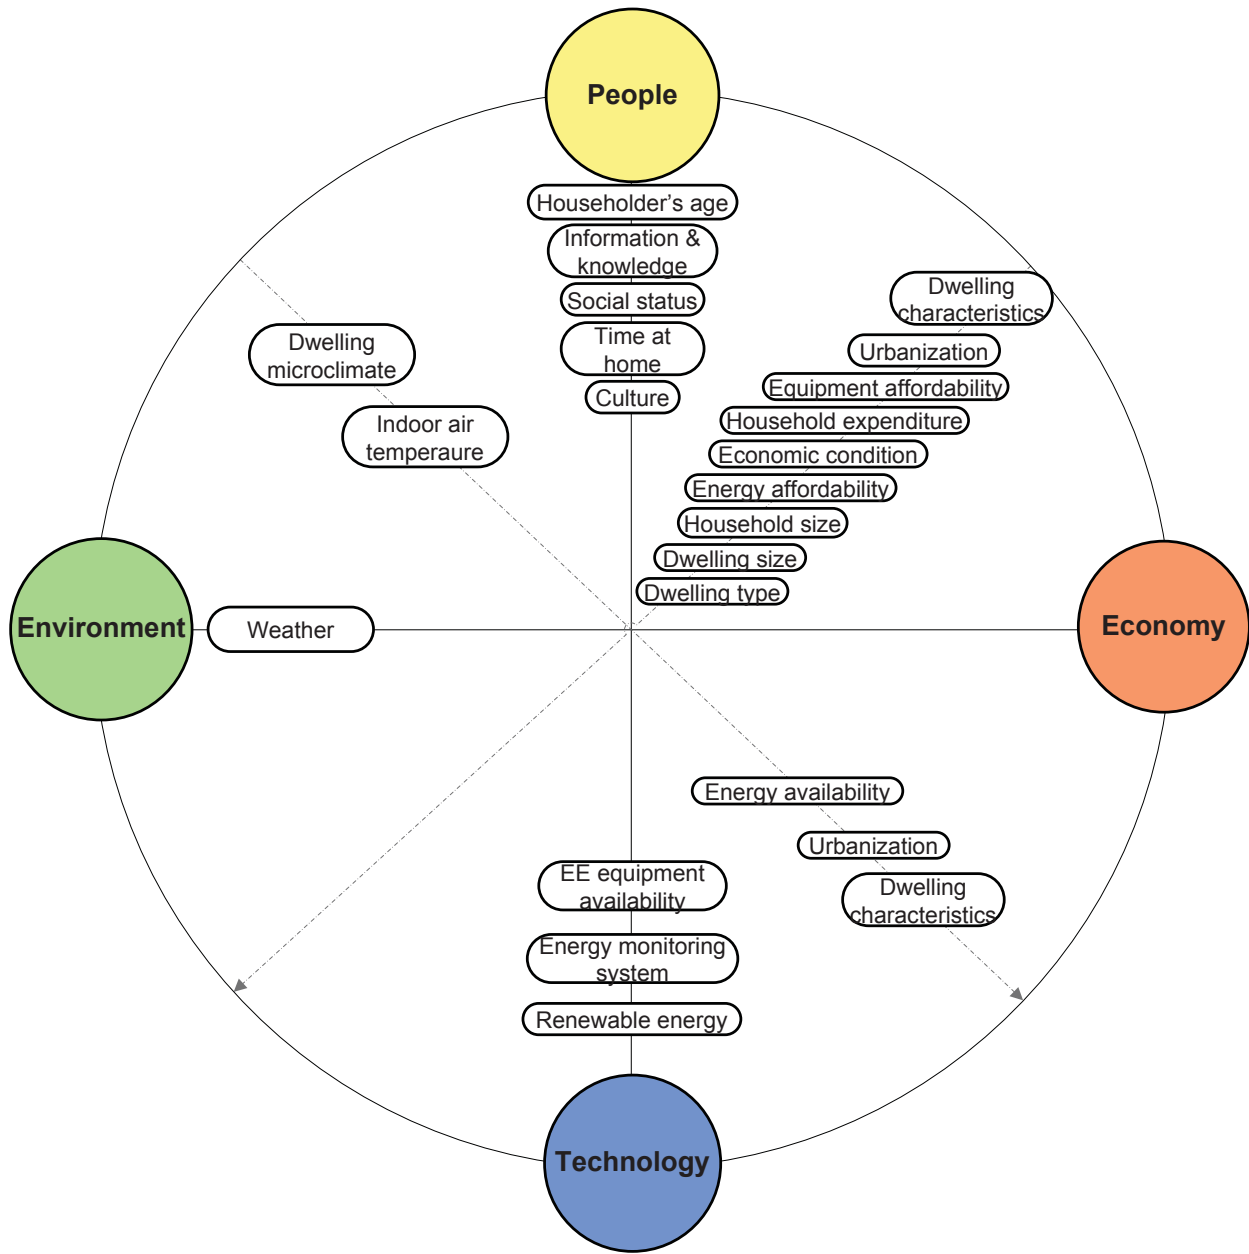 People
Householder's age
Information &
knowledge
Social status
Time at
home
Culture
Dwelling
characteristics
Urbanization
Equipment affordability
Household expenditure
Economic condition
Energy affordability
Household size
Dwelling size
Dwelling type
Dwelling
microclimate
Indoor air
temperaure
Environment
Weather
Economy
Energy availability
Urbanization
Dwelling
characteristics
EE equipment
availability
Energy monitoring
system
Renewable energy
Technology